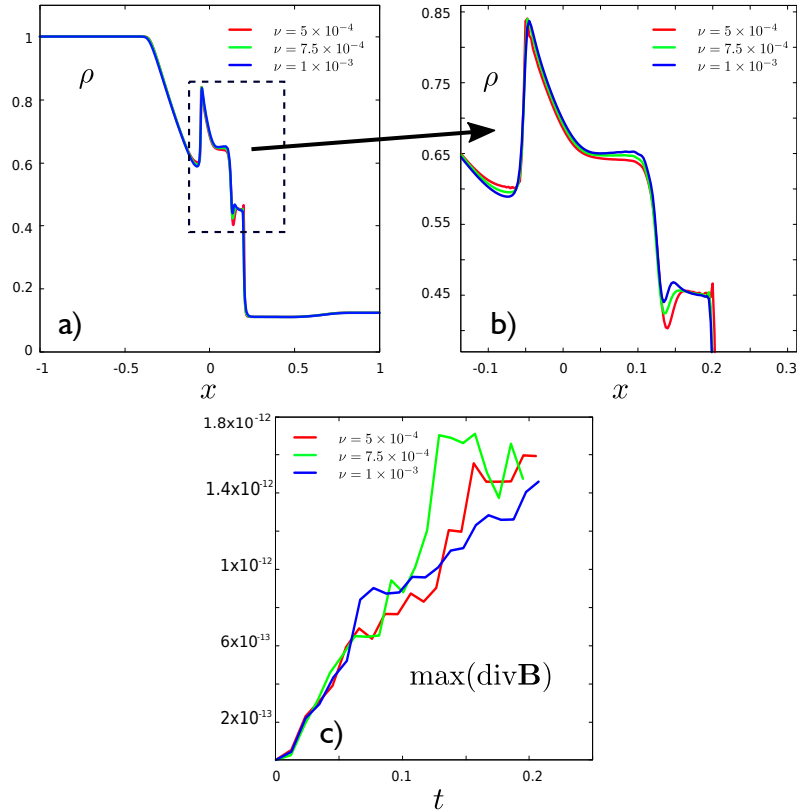 1
0.8
0.6
0.4
0.2
0
-1
-0.5
0
0.5
1
x
ρ
ν = 5 × 10⁻⁴
ν = 7.5 × 10⁻⁴
ν = 1 × 10⁻³
a)
0.85
0.75
0.65
0.55
0.45
-0.1
0
0.1
0.2
0.3
x
ρ
ν = 5 × 10⁻⁴
ν = 7.5 × 10⁻⁴
ν = 1 × 10⁻³
b)
1.8x10⁻¹²
1.4x10⁻¹²
1x10⁻¹²
6x10⁻¹³
2x10⁻¹³
0
0.1
0.2
t
ν = 5 × 10⁻⁴
ν = 7.5 × 10⁻⁴
ν = 1 × 10⁻³
max(divB)
c)